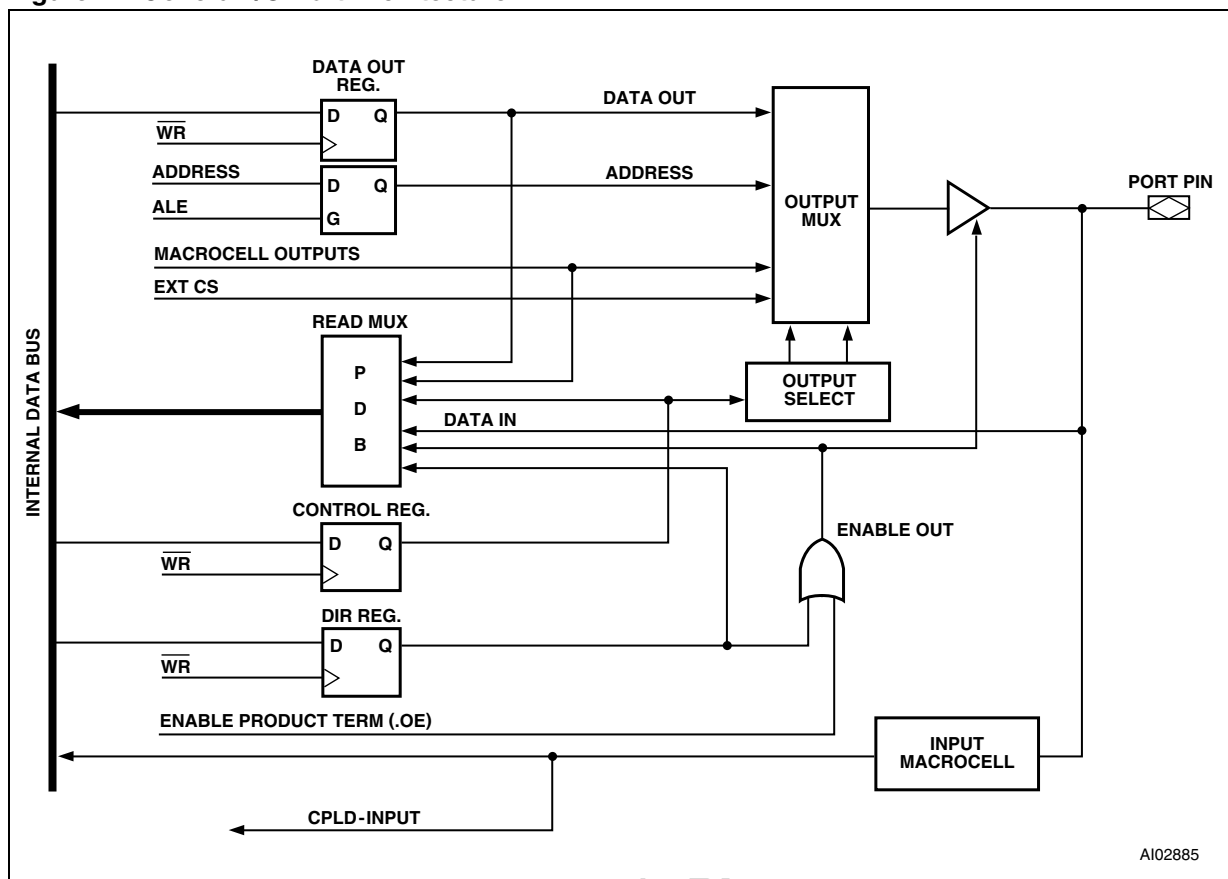 DATA OUT
REG.
D Q
DATA OUT
WR
ADDRESS
D Q
ADDRESS
ALE
G
OUTPUT
MUX
PORT PIN
MACROCELL OUTPUTS
EXT CS
READ MUX
P
D
B
OUTPUT
SELECT
DATA IN
INTERNAL DATA BUS
CONTROL REG.
D Q
WR
ENABLE OUT
DIR REG.
D Q
WR
ENABLE PRODUCT TERM (.OE)
INPUT
MACROCELL
CPLD-INPUT
AI02885